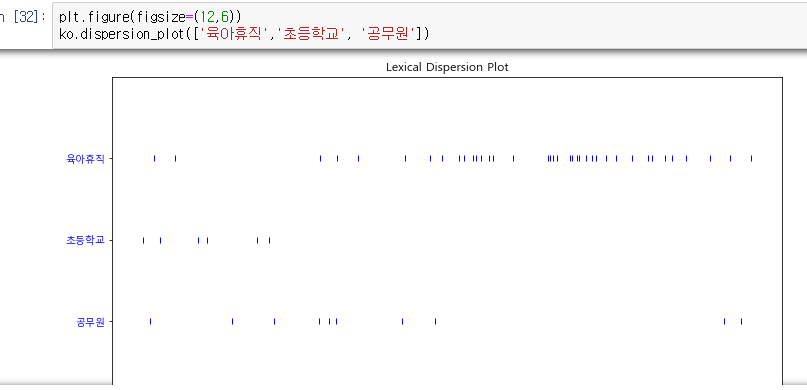 n [32]:
plt.figure(figsize=(12,6))
ko.dispersion_plot(['육아휴직','초등학교', '공무원'])
Lexical Dispersion Plot
육아휴직
초등학교
공무원